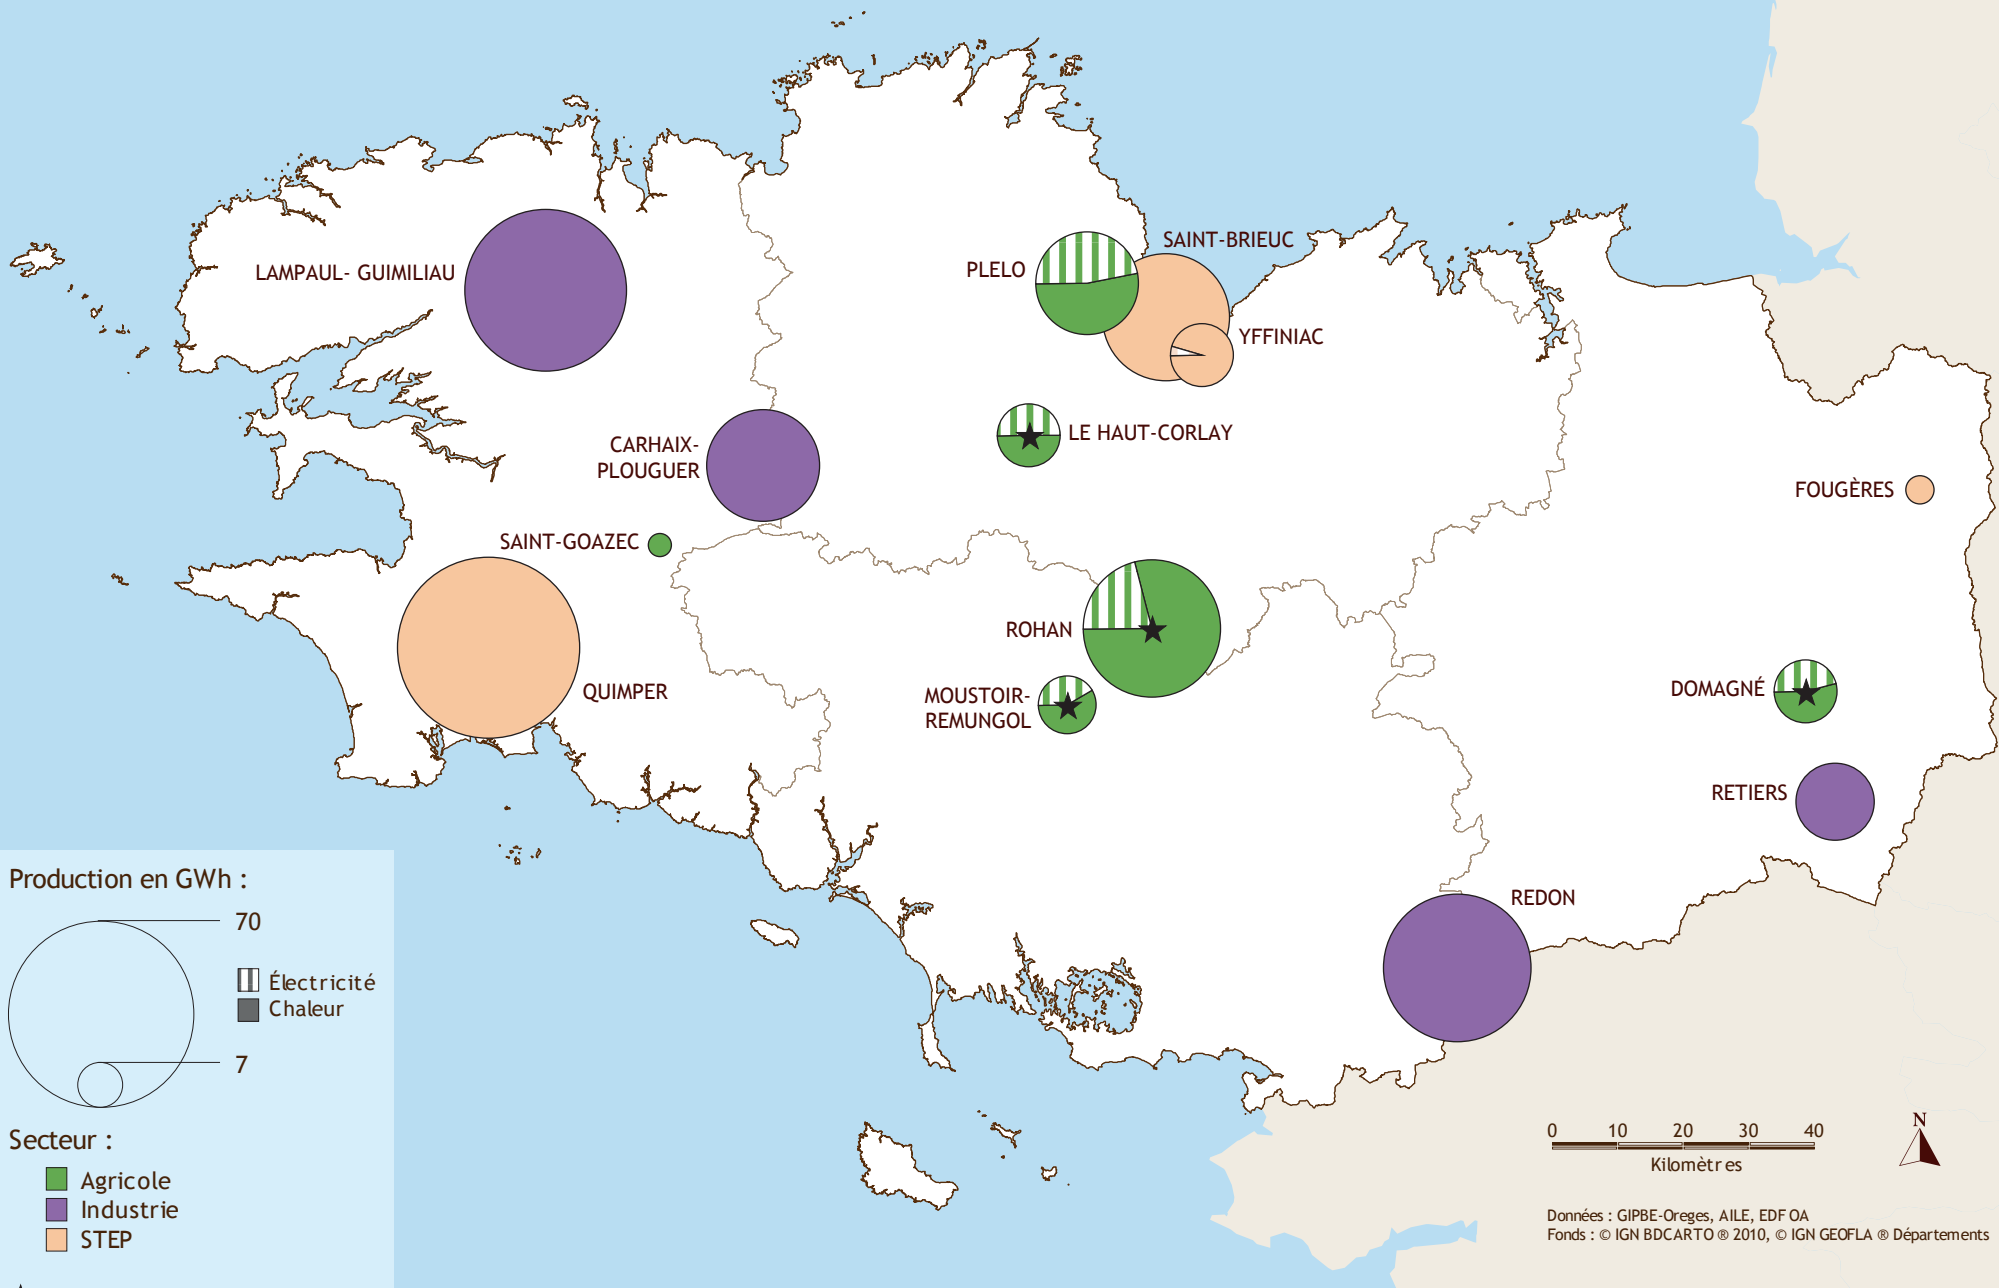 SAINT-BRIEUC
PLELO
LAMPAUL- GUIMILIAU
YFFINIAC
LE HAUT-CORLAY
CARHAIX-
PLOUGUER
FOUGÈRES
SAINT-GOAZEC
ROHAN
QUIMPER
MOUSTOIR-
REMUNGOL
DOMAGNÉ
RETIERS
REDON
Production en GWh :
70
Électricité
Chaleur
7
Secteur :
Agricole
Industrie
STEP
N
0 10 20 30 40
Kilomètres
Données : GIPBE-Oreges, AILE, EDF OA
Fonds : © IGN BDCARTO ® 2010, © IGN GEOFLA ® Départements